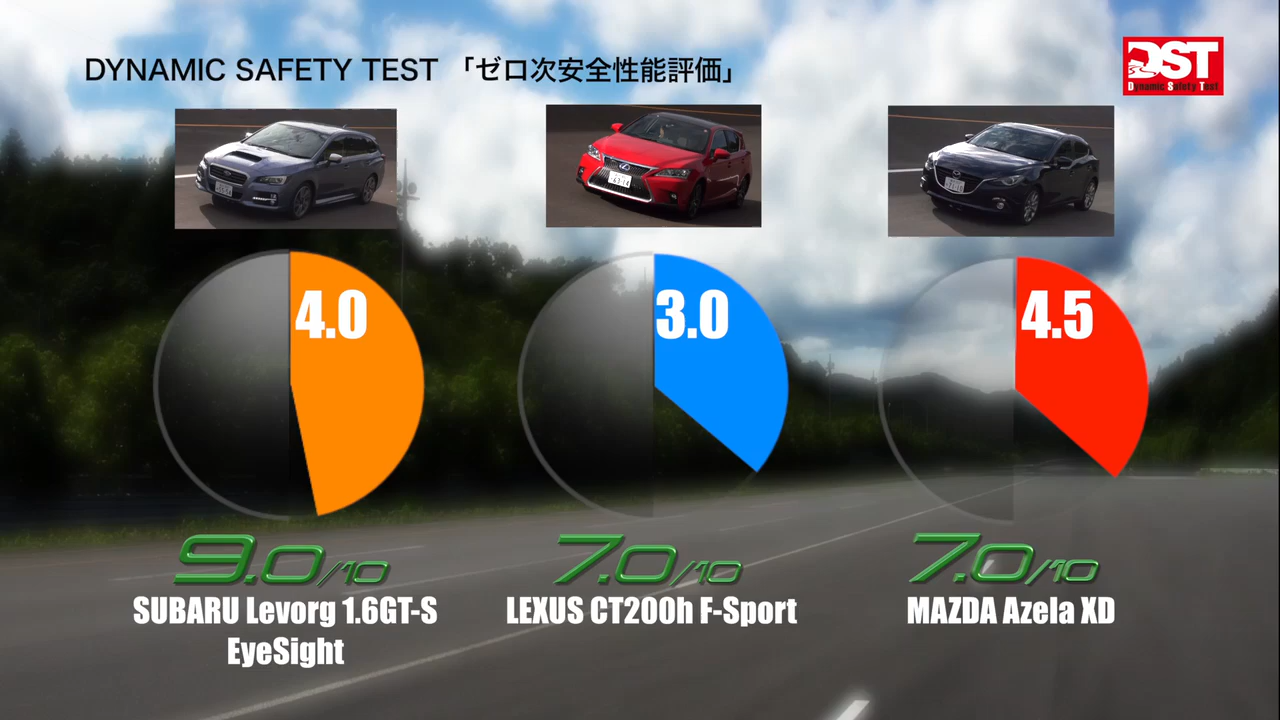 DYNAMIC SAFETY TEST 「ゼロ次安全性能評価」
DST
Dynamic Safety Test
4.0
3.0
4.5
9.0/10
7.0/10
7.0/10
SUBARU Levorg 1.6GT-S
EyeSight
LEXUS CT200h F-Sport
MAZDA Azela XD